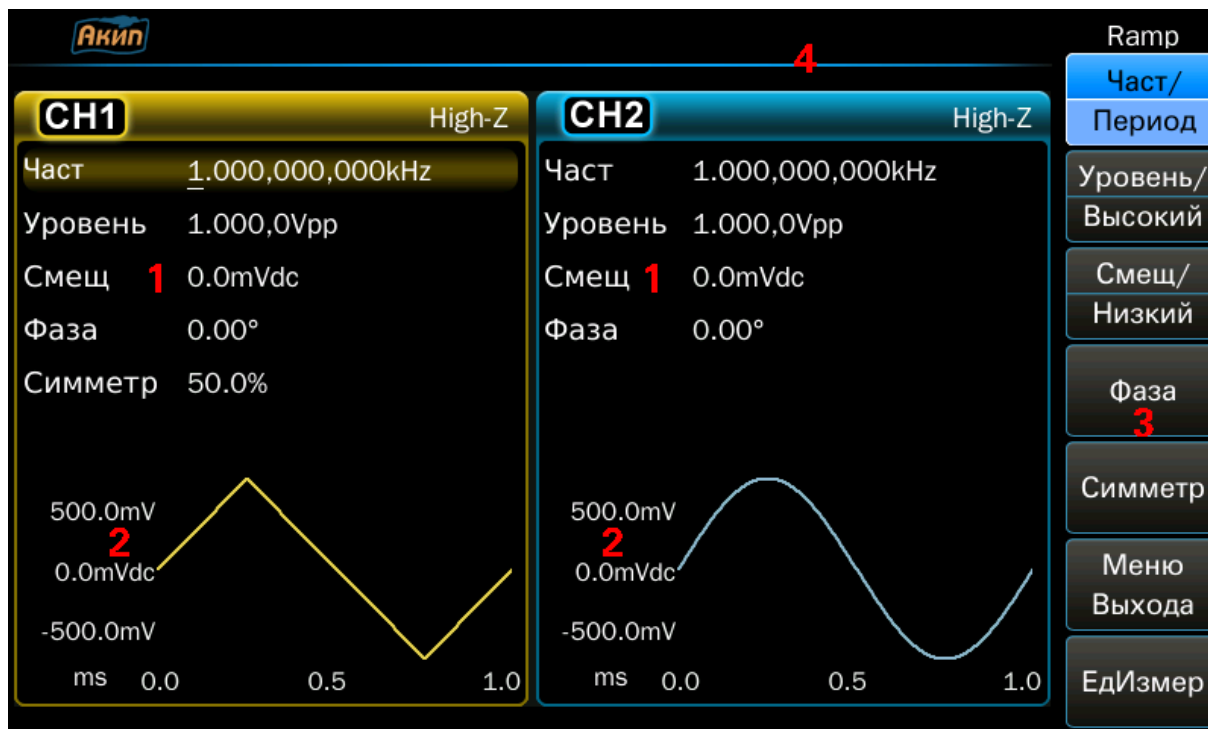 Акип
4
Ramp
CH1 High-Z
Част 1.000,000,000kHz
Уровень 1.000,0Vpp
Смещ 1 0.0mVdc
Фаза 0.00°
Симметр 50.0%
500.0mV
2
0.0mVdc
-500.0mV
ms 0.0 0.5 1.0
CH2 High-Z
Част 1.000,000,000kHz
Уровень 1.000,0Vpp
Смещ 1 0.0mVdc
Фаза 0.00°
500.0mV
2
0.0mVdc
-500.0mV
ms 0.0 0.5 1.0
Част/
Период
Уровень/
Высокий
Смещ/
Низкий
Фаза
3
Симметр
Меню
Выхода
ЕдИзмер